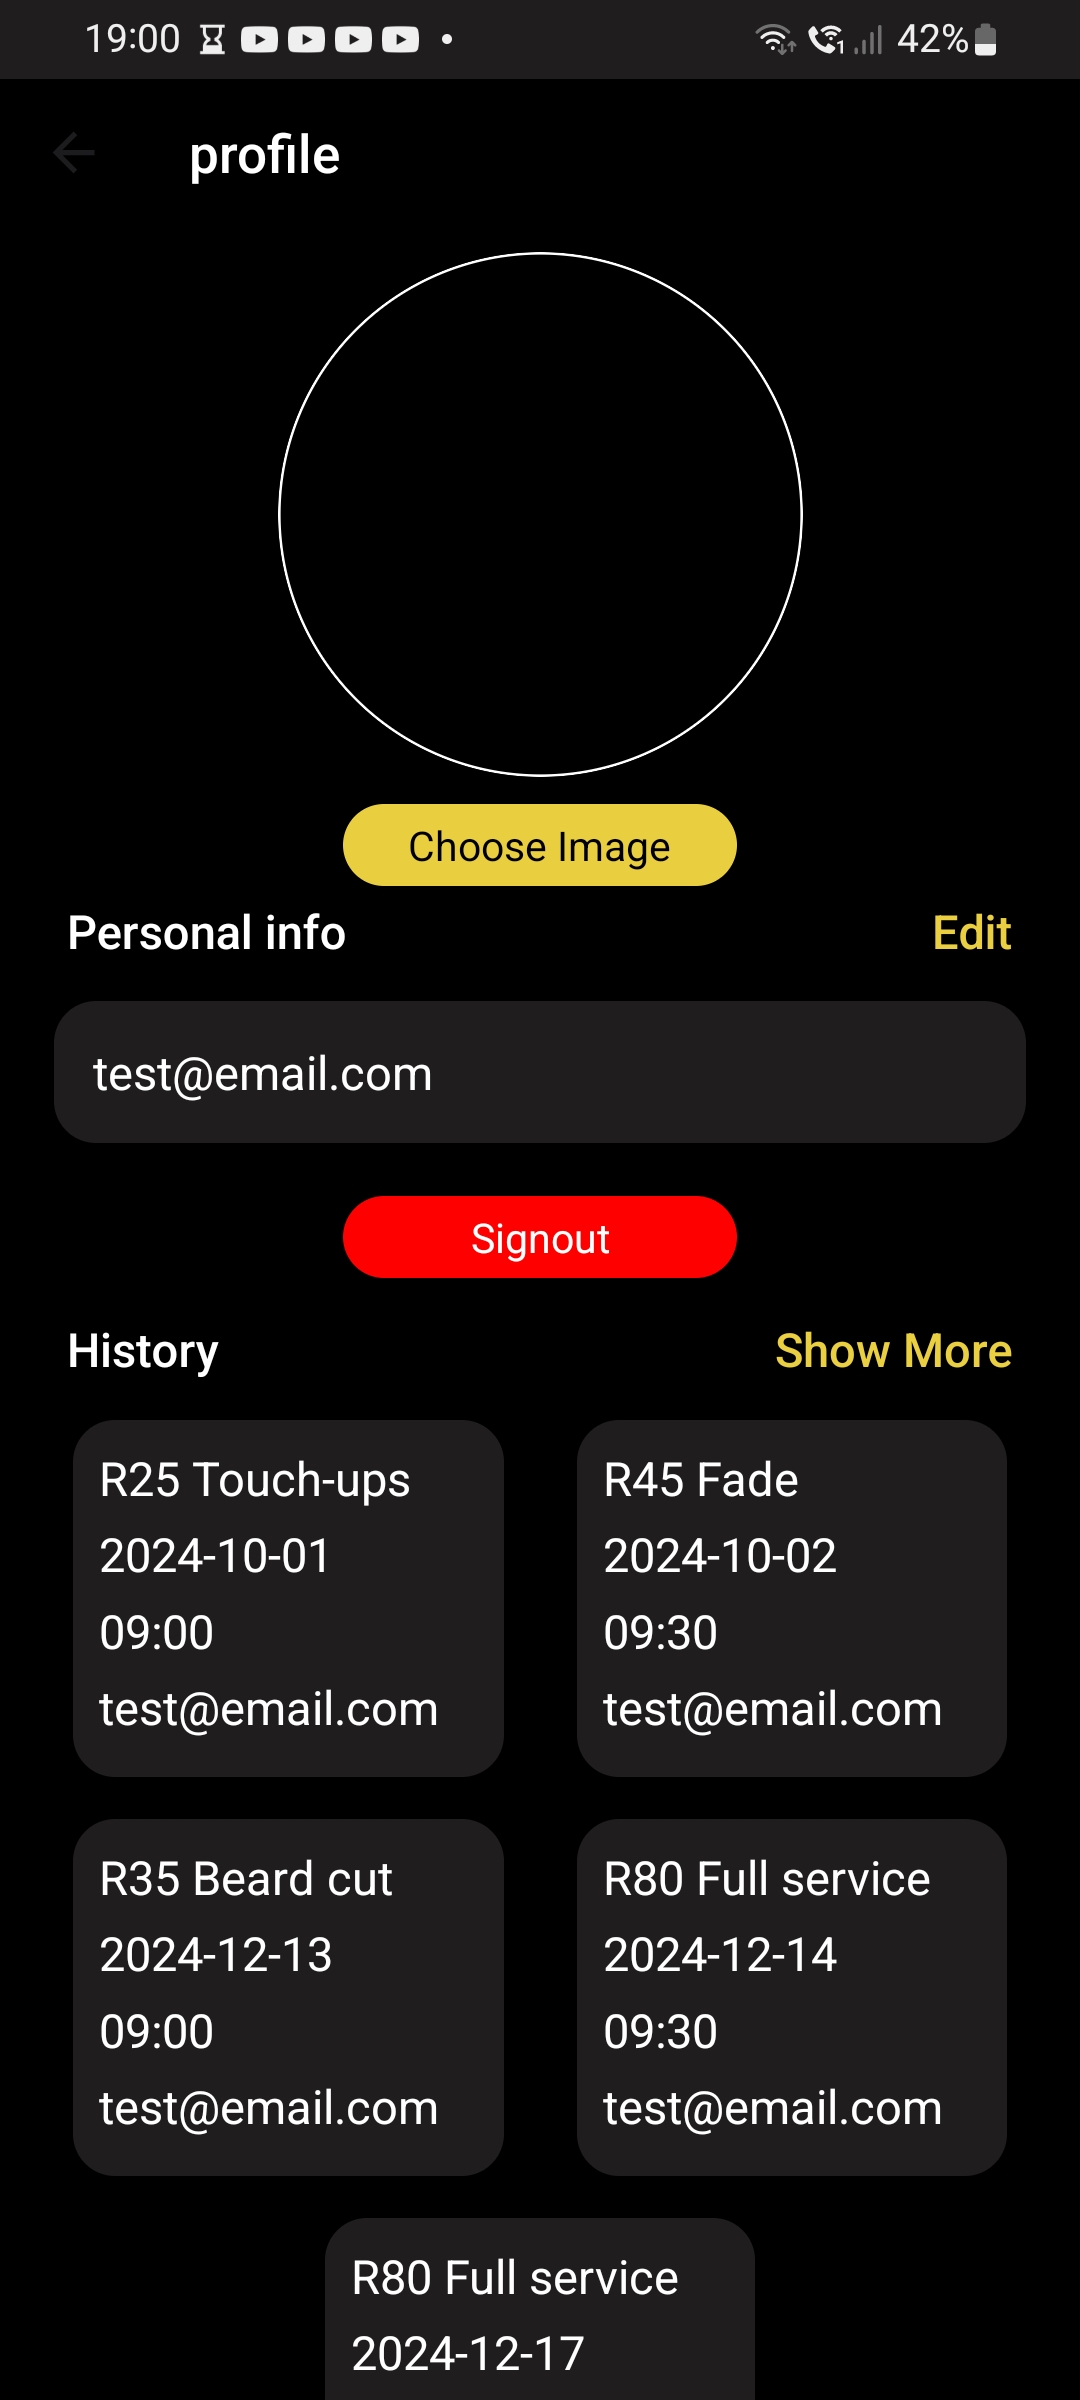 19:00 42%
profile
Choose Image
Personal info Edit
test@email.com
Signout
History Show More
R25 Touch-ups
2024-10-01
09:00
test@email.com
R45 Fade
2024-10-02
09:30
test@email.com
R35 Beard cut
2024-12-13
09:00
test@email.com
R80 Full service
2024-12-14
09:30
test@email.com
R80 Full service
2024-12-17